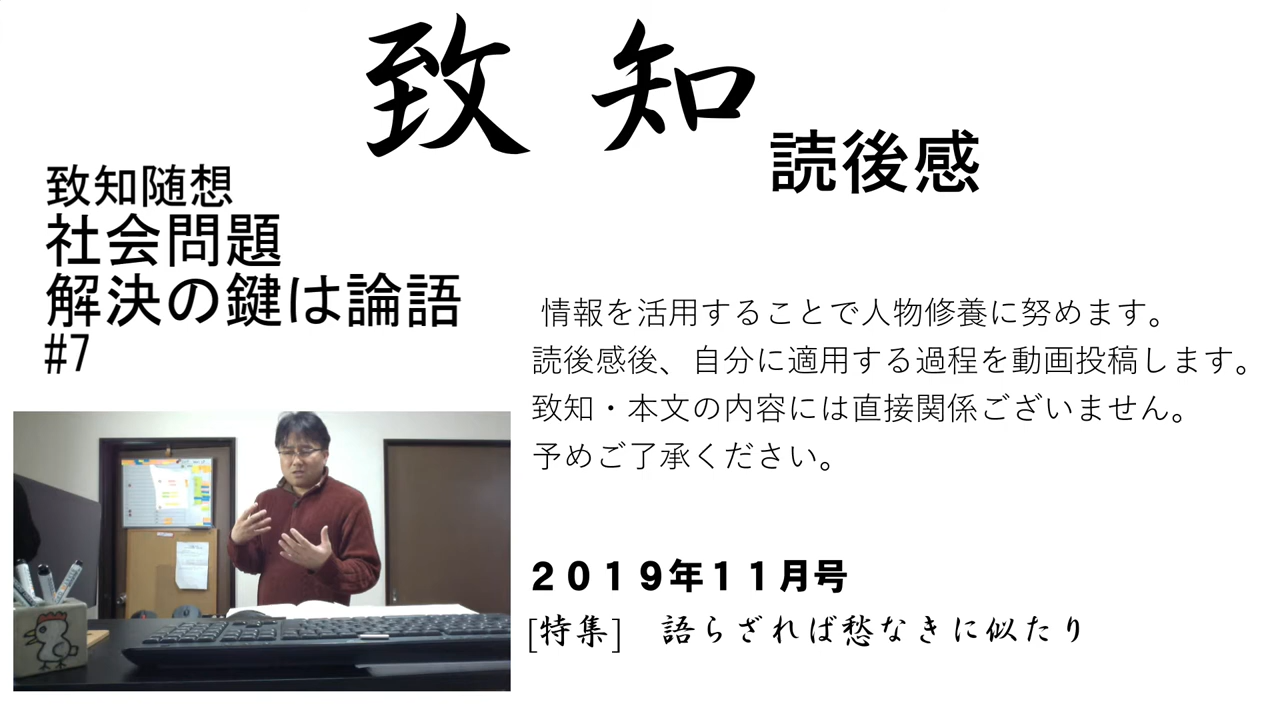 致知
読後感
致知随想
社会問題
解決の鍵は論語
#7
情報を活用することで人物修養に努めます。
読後感後、自分に適用する過程を動画投稿します。
致知・本文の内容には直接関係ございません。
予めご了承ください。
2019年11月号
[特集] 語らざれば愁なきに似たり